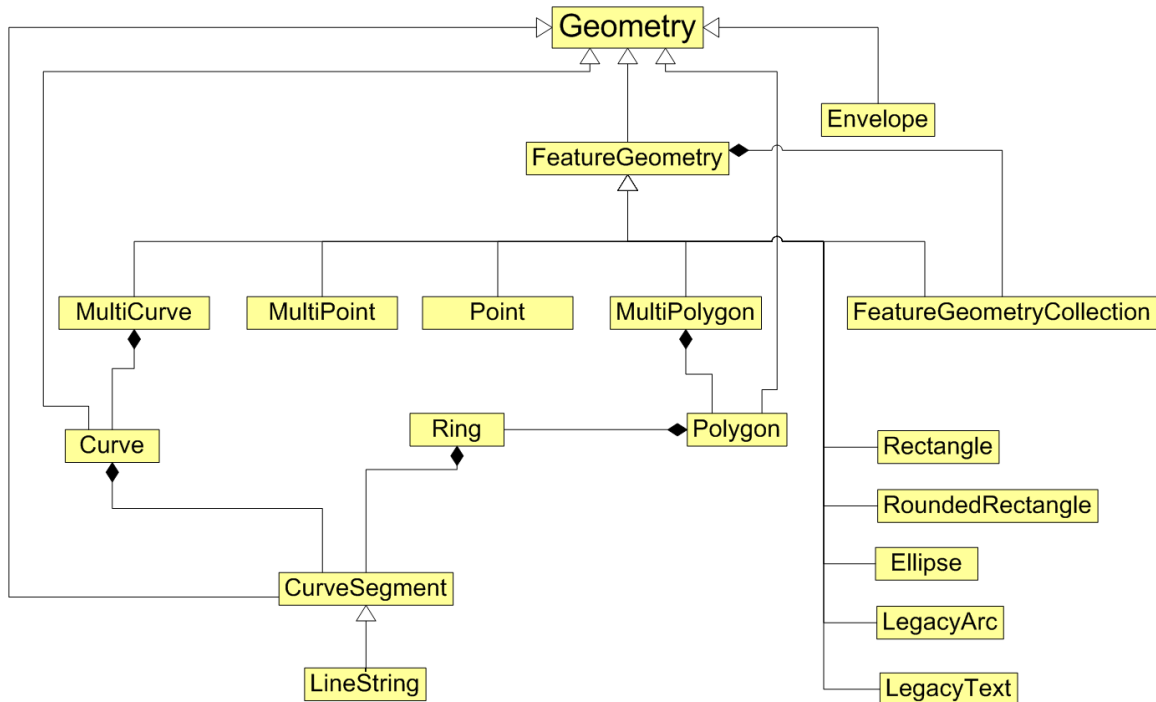 Geometry
Envelope
FeatureGeometry
MultiCurve
MultiPoint
Point
MultiPolygon
FeatureGeometryCollection
Curve
Ring
Polygon
Rectangle
RoundedRectangle
Ellipse
CurveSegment
LegacyArc
LineString
LegacyText